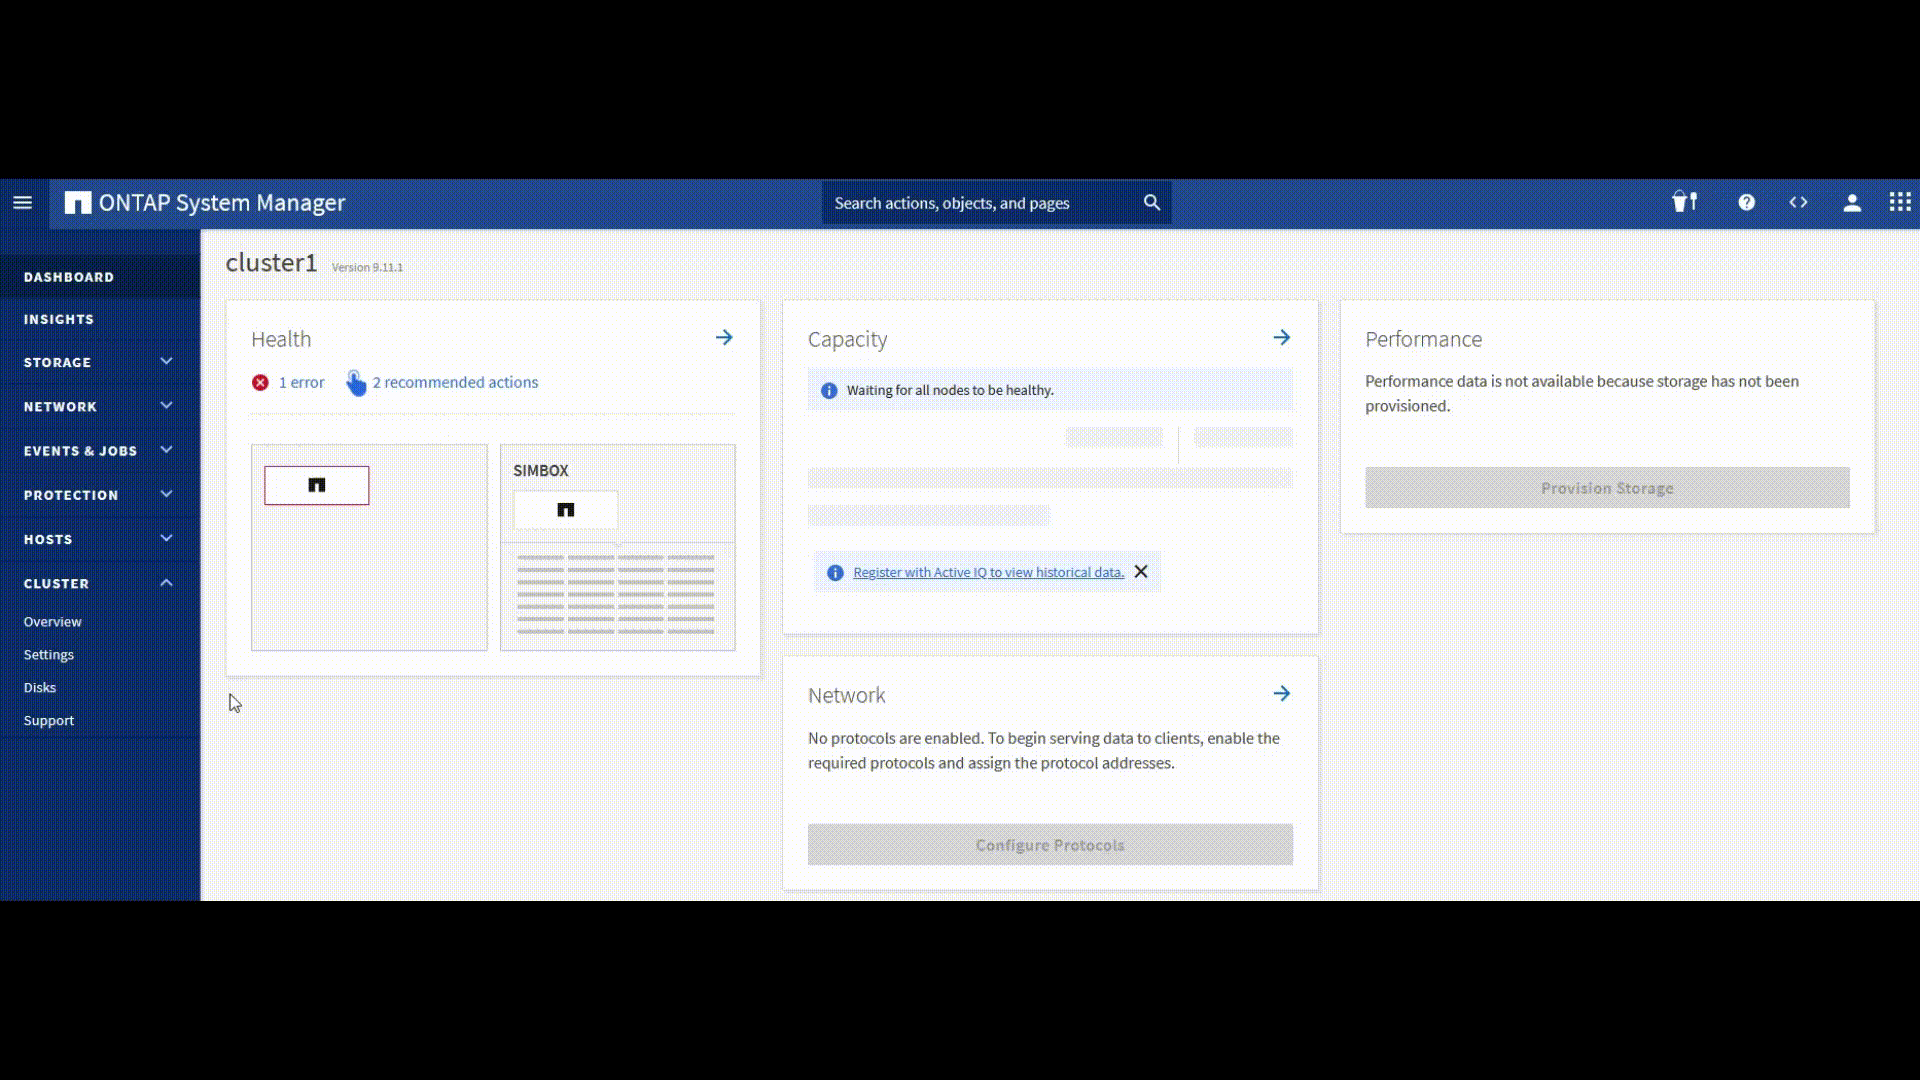 ONTAP System Manager
Search actions, objects, and pages
DASHBOARD
INSIGHTS
STORAGE
NETWORK
EVENTS & JOBS
PROTECTION
HOSTS
CLUSTER
Overview
Settings
Disks
Support
cluster1 Version 9.11.1
Health
1 error 2 recommended actions
SIMBOX
Capacity
Waiting for all nodes to be healthy.
Register with Active IQ to view historical data.
Network
No protocols are enabled. To begin serving data to clients, enable the
required protocols and assign the protocol addresses.
Configure Protocols
Performance
Performance data is not available because storage has not been
provisioned.
Provision Storage